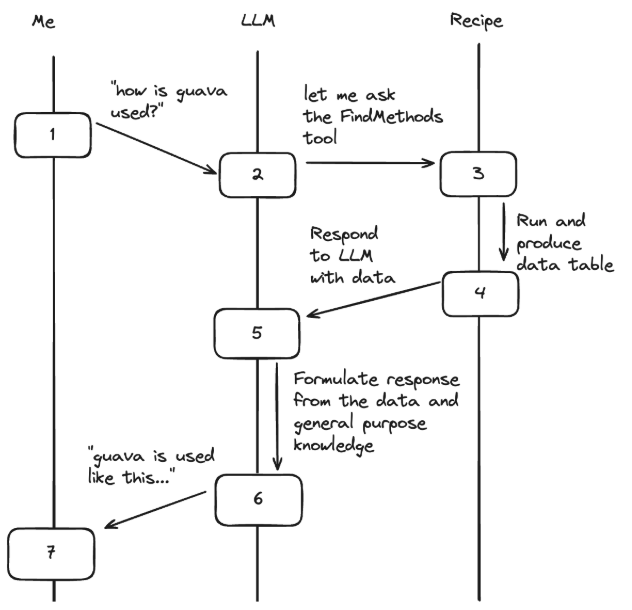 Me
LLM
Recipe
"how is guava
used?"
let me ask
the FindMethods
tool
1
2
3
Run and
produce
data table
Respond
to LLM
with data
4
5
Formulate response
from the data and
general purpose
knowledge
"guava is used
like this..."
6
7